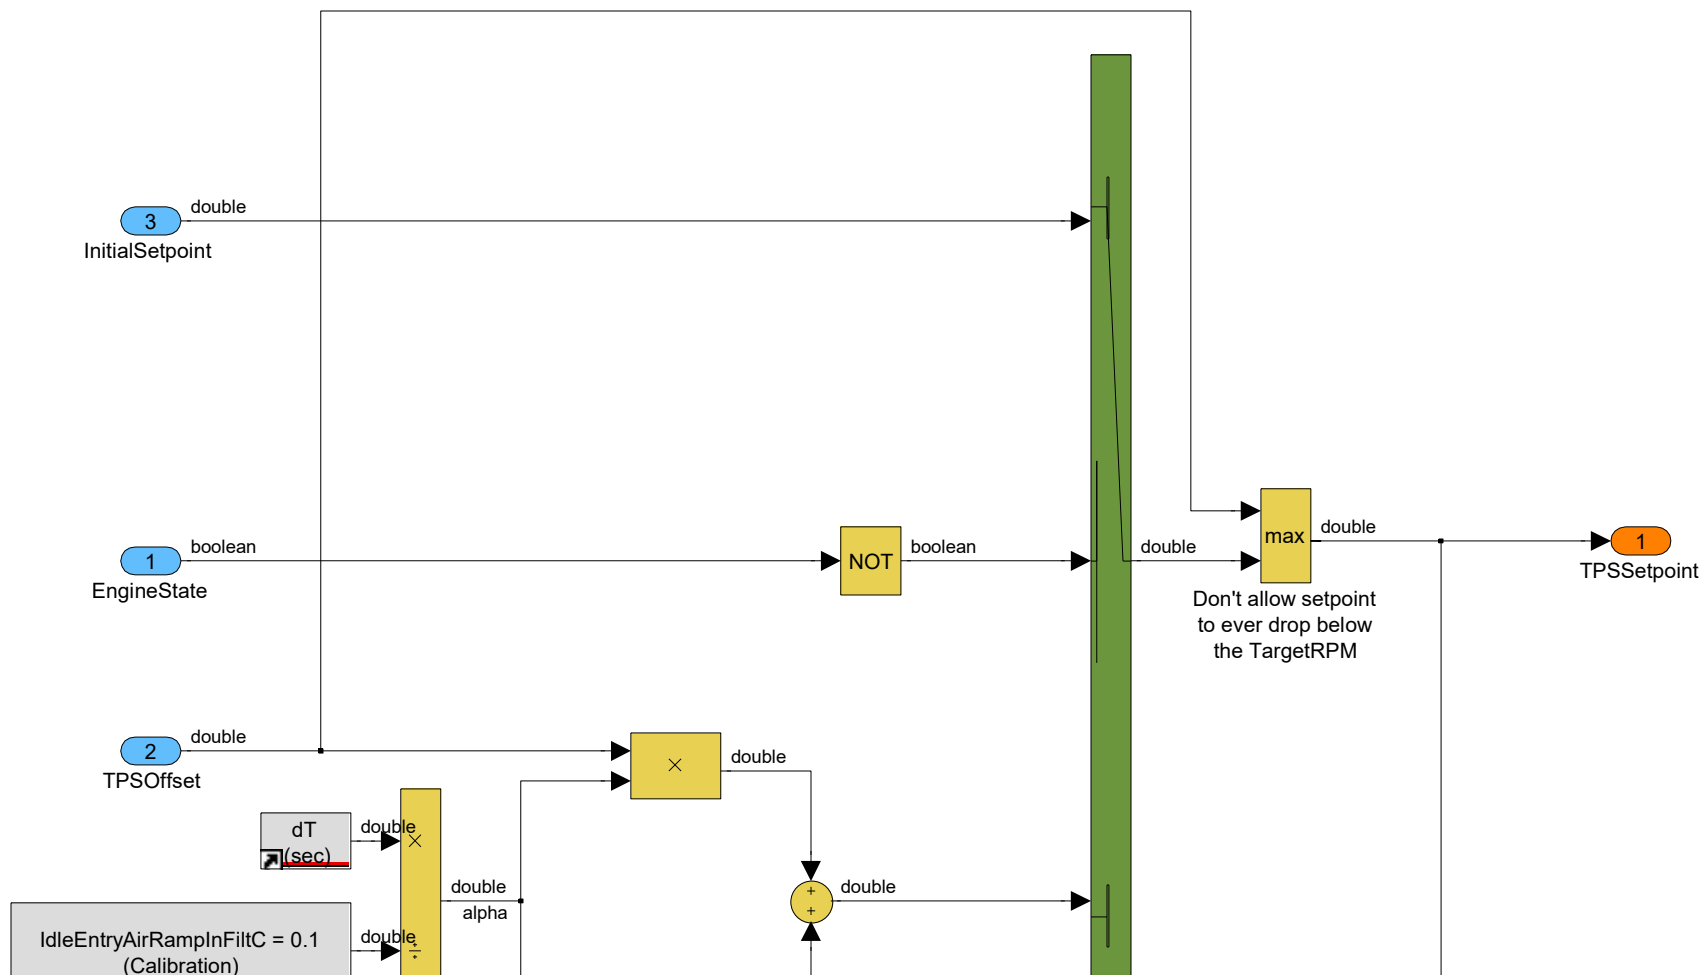 3
double
InitialSetpoint
1
boolean
EngineState
NOT
boolean
double
max
double
1
TPSSetpoint
Don't allow setpoint
to ever drop below
the TargetRPM
2
double
TPSOffset
×
double
dT
(sec)
double
×
double
alpha
+
+
double
IdleEntryAirRampInFiltC = 0.1
(Calibration)
double
÷